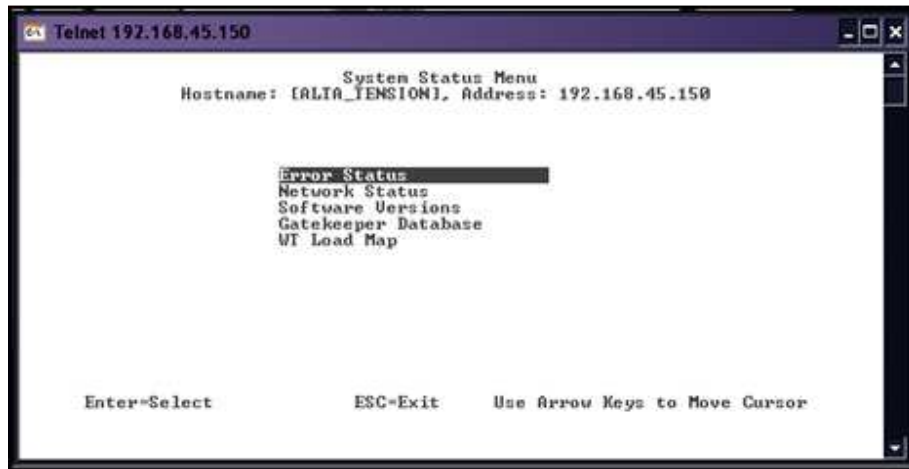 Telnet 192.168.45.150
System Status Menu
Hostname: [ALTA_TENSION], Address: 192.168.45.150
Error Status
Network Status
Software Versions
Gatekeeper Database
WT Load Map
Enter=Select ESC=Exit Use Arrow Keys to Move Cursor